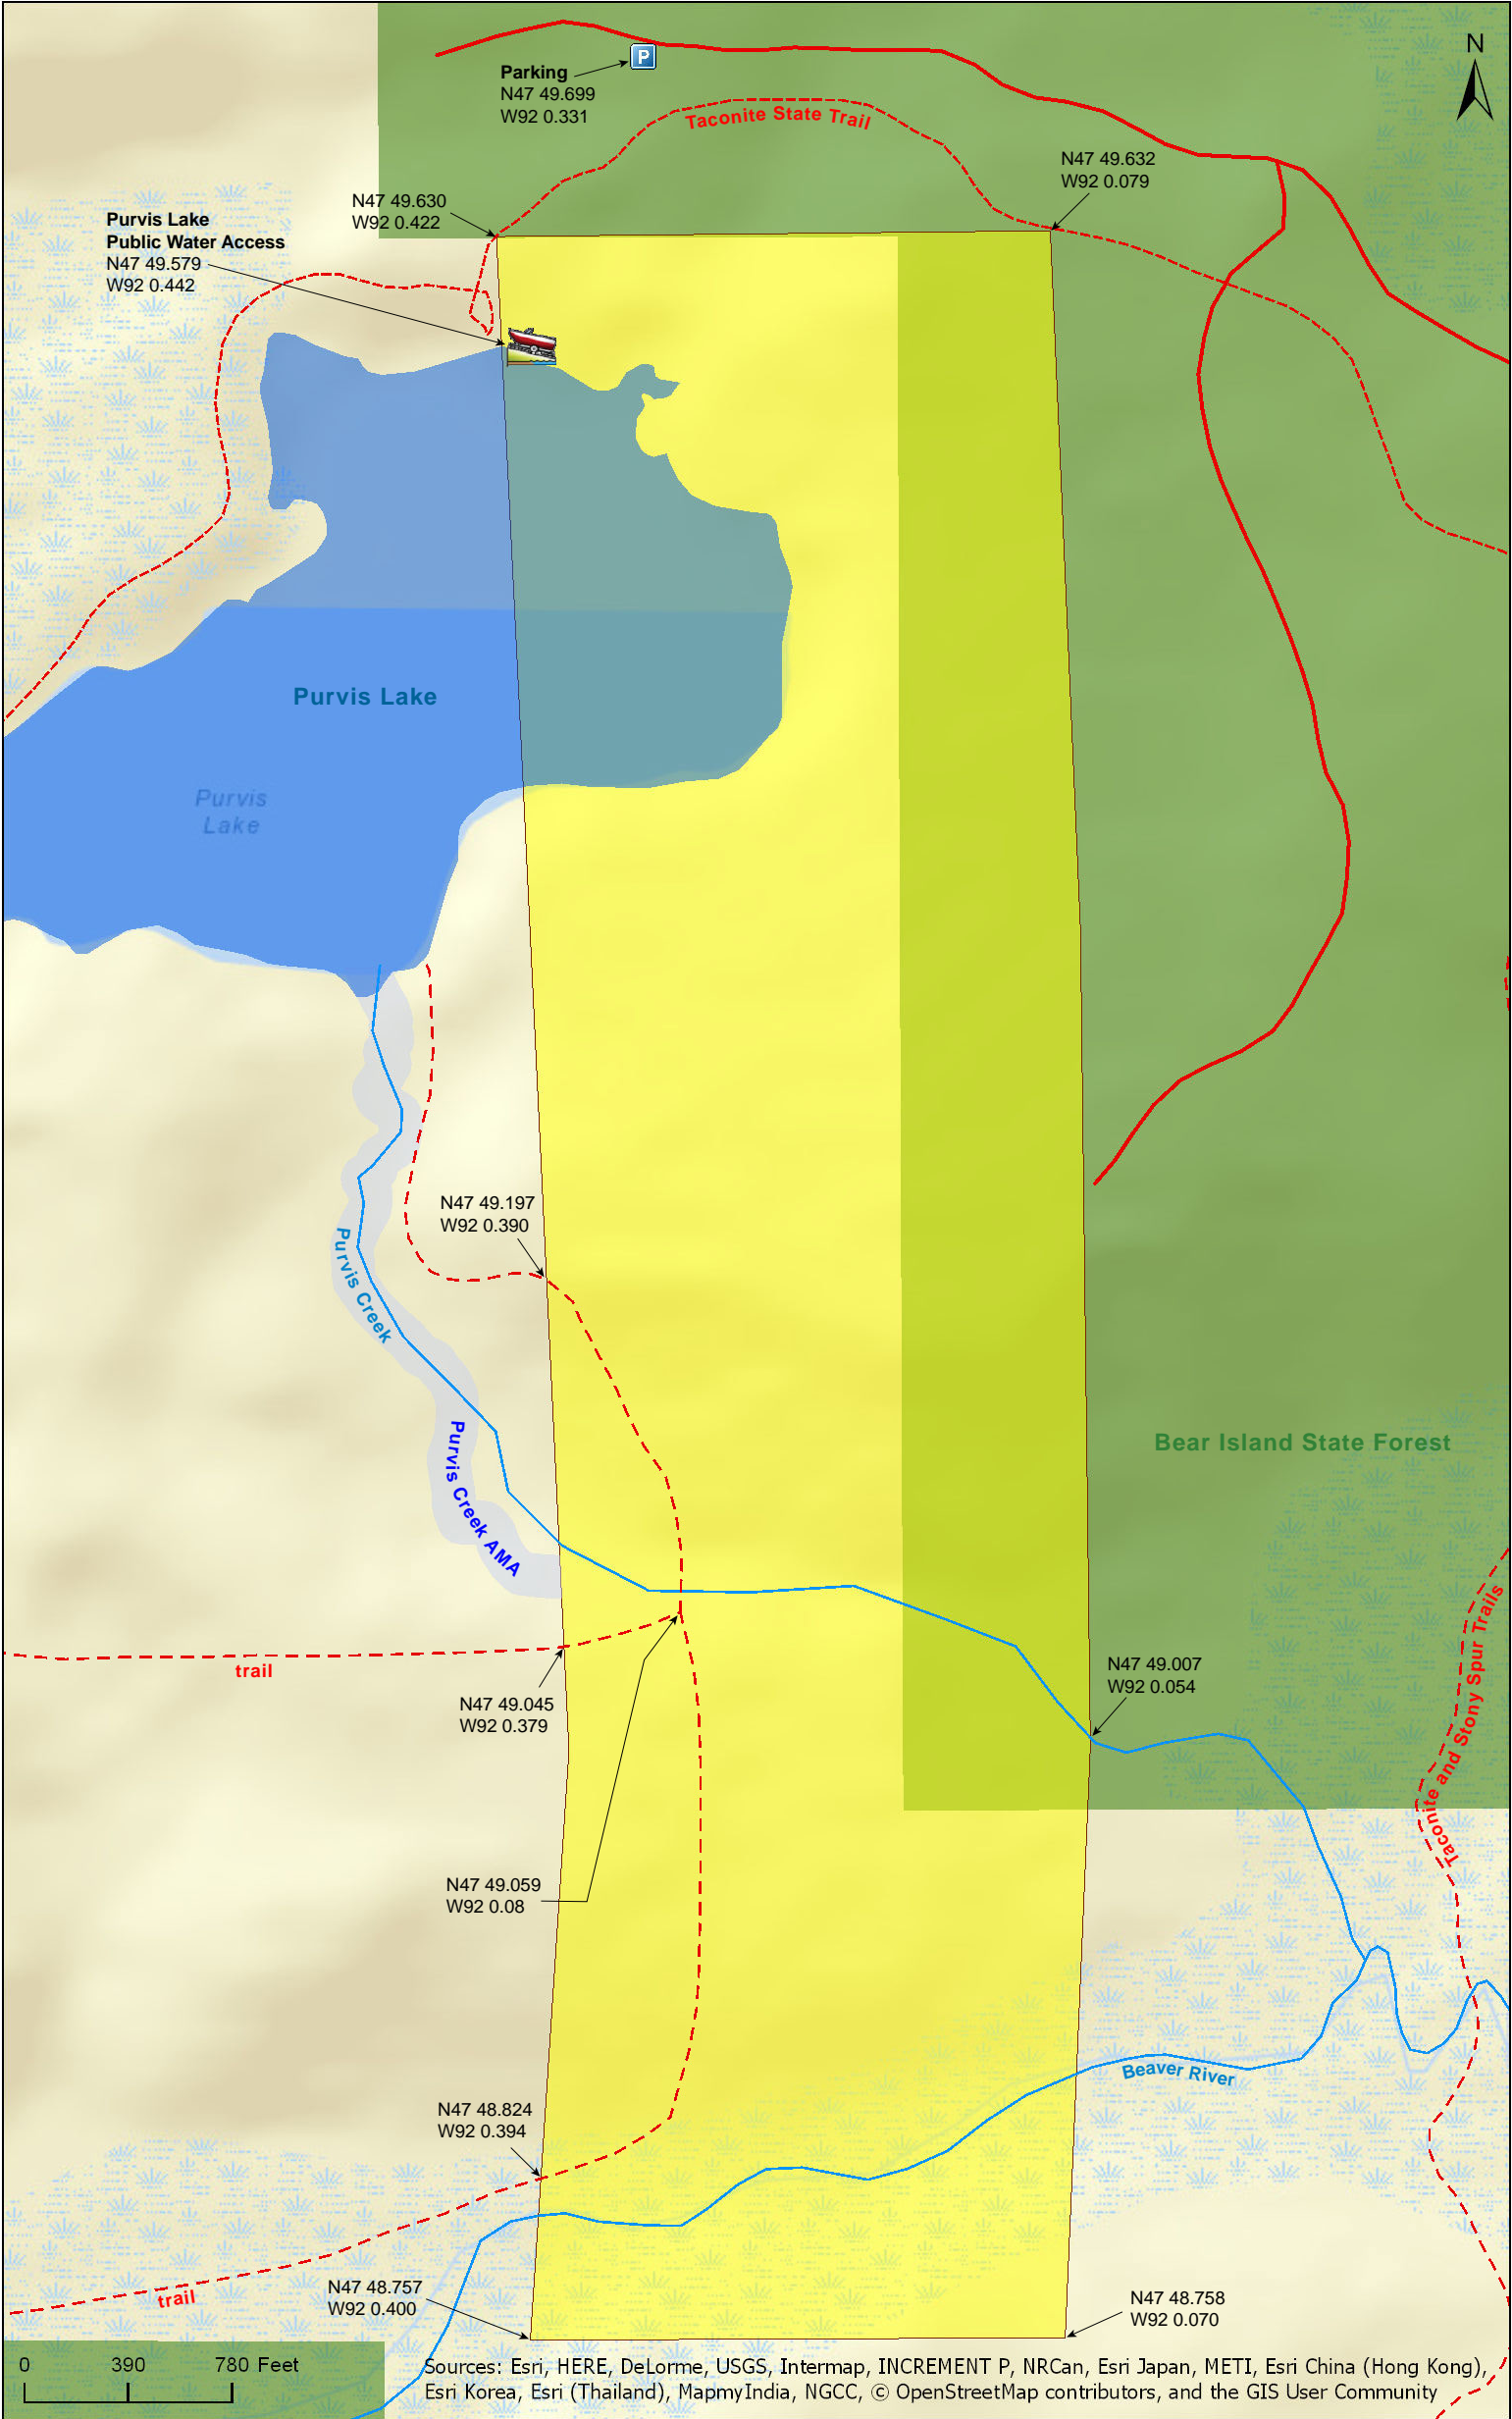 N
P
Parking
N47 49.699
W92 0.331
Taconite State Trail
N47 49.632
W92 0.079
N47 49.630
W92 0.422
Purvis Lake
Public Water Access
N47 49.579
W92 0.442
Purvis Lake
Purvis
Lake
N47 49.197
W92 0.390
Purvis Creek
Purvis Creek AMA
Bear Island State Forest
trail
N47 49.045
W92 0.379
N47 49.007
W92 0.054
Taconite and Stony Spur Trails
N47 49.059
W92 0.08
Beaver River
N47 48.824
W92 0.394
trail
N47 48.757
W92 0.400
N47 48.758
W92 0.070
0 390 780 Feet
Sources: Esri, HERE, DeLorme, USGS, Intermap, INCREMENT P, NRCan, Esri Japan, METI, Esri China (Hong Kong),
Esri Korea, Esri (Thailand), MapmyIndia, NGCC, © OpenStreetMap contributors, and the GIS User Community